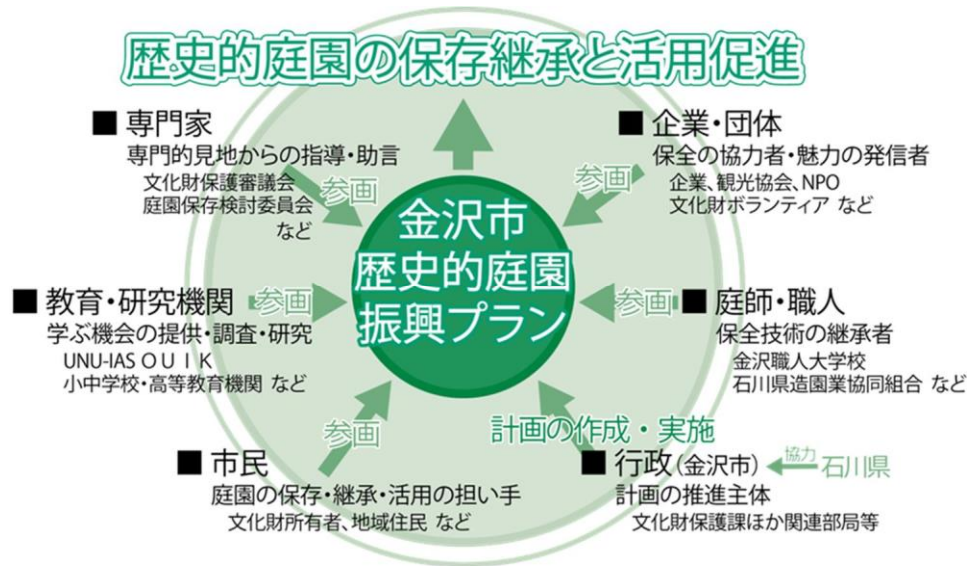 歴史的庭園の保存継承と活用促進
■ 専門家
専門的見地からの指導・助言
文化財保護審議会
庭園保存検討委員会
など
参画
■ 企業・団体
保全の協力者・魅力の発信者
企業、観光協会、NPO
文化財ボランティア など
参画
金沢市
歴史的庭園
振興プラン
■ 教育・研究機関
学ぶ機会の提供・調査・研究
UNU-IAS O U I K
小中学校・高等教育機関 など
参画
■ 庭師・職人
保全技術の継承者
金沢職人大学校
石川県造園業協同組合 など
参画
■ 市民
庭園の保存・継承・活用の担い手
文化財所有者、地域住民 など
参画
計画の作成・実施
■ 行政(金沢市)
計画の推進主体
文化財保護課ほか関連部局等
協力
石川県